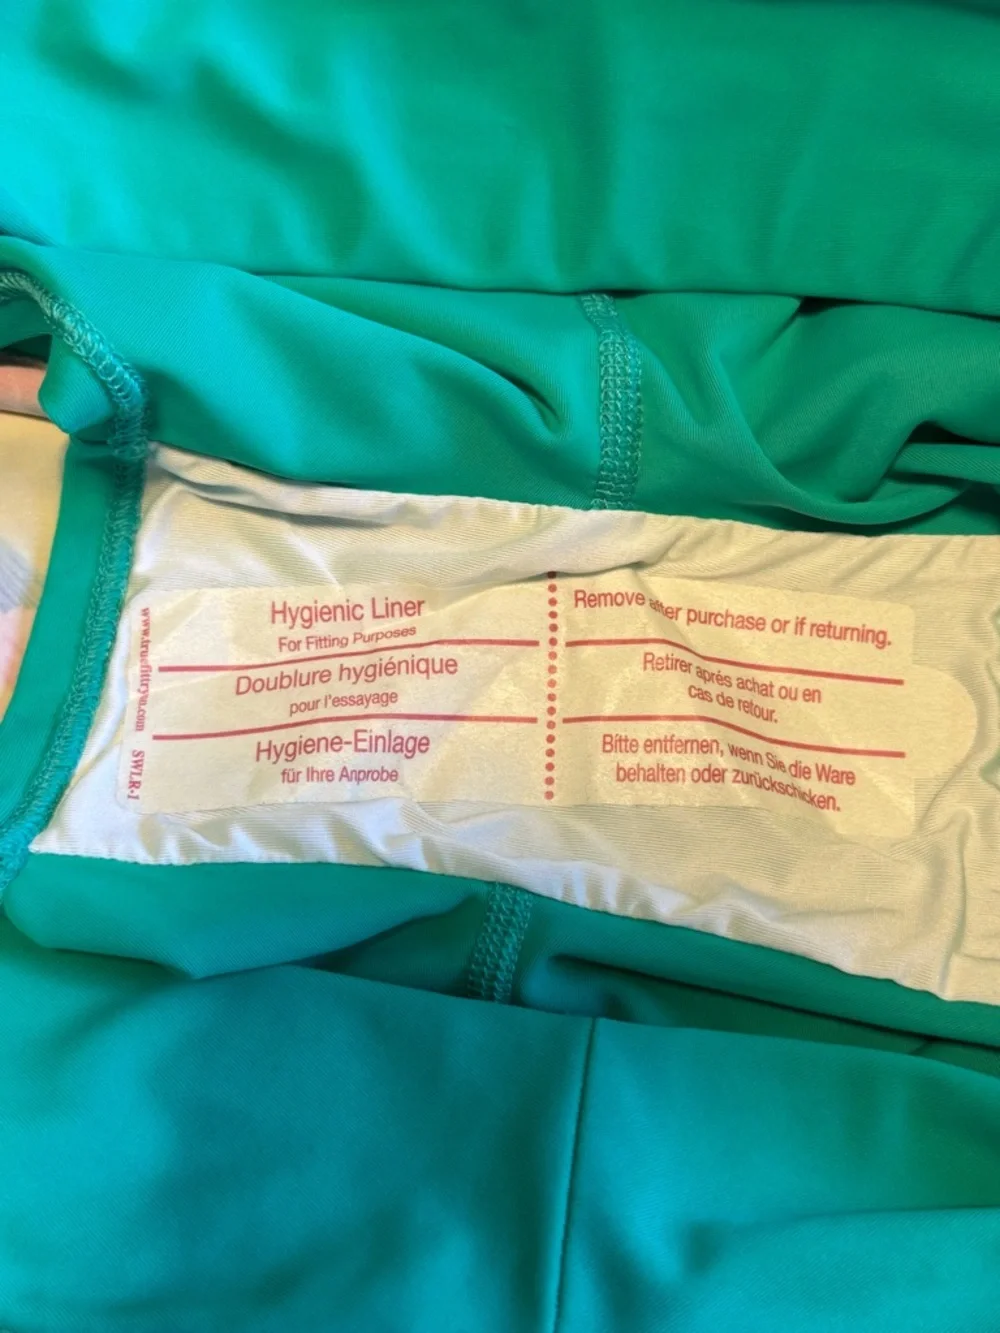 Hygienic Liner
For Fitting Purposes
Doublure hygiénique
pour l'essayage
Hygiene-Einlage
für Ihre Anprobe
Remove after purchase or if returning.
Retirer aprés achat ou en
cas de retour.
Bitte entfernen, wenn Sie die Ware
behalten oder zurückschicken.
SWLR-1